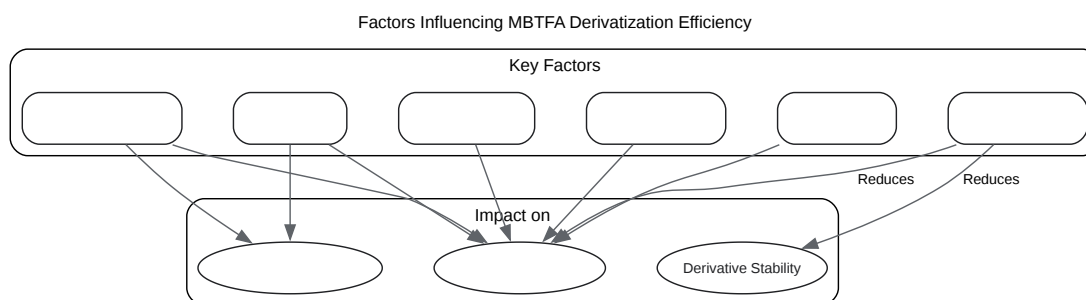 Factors Influencing MBTFA Derivatization Efficiency
Key Factors
Reduces
Reduces
Impact on
Derivative Stability